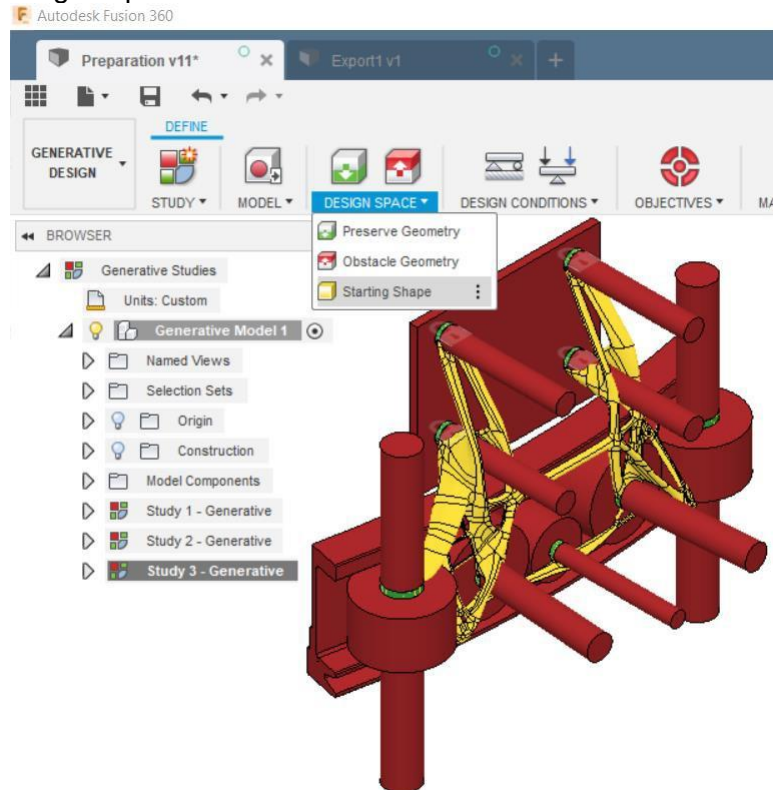 Autodesk Fusion 360
Preparation v11*
Export1 v1
DEFINE
GENERATIVE DESIGN
STUDY
MODEL
DESIGN SPACE
DESIGN CONDITIONS
OBJECTIVES
BROWSER
Preserve Geometry
Obstacle Geometry
Starting Shape
Generative Studies
Units: Custom
Generative Model 1
Named Views
Selection Sets
Origin
Construction
Model Components
Study 1 - Generative
Study 2 - Generative
Study 3 - Generative